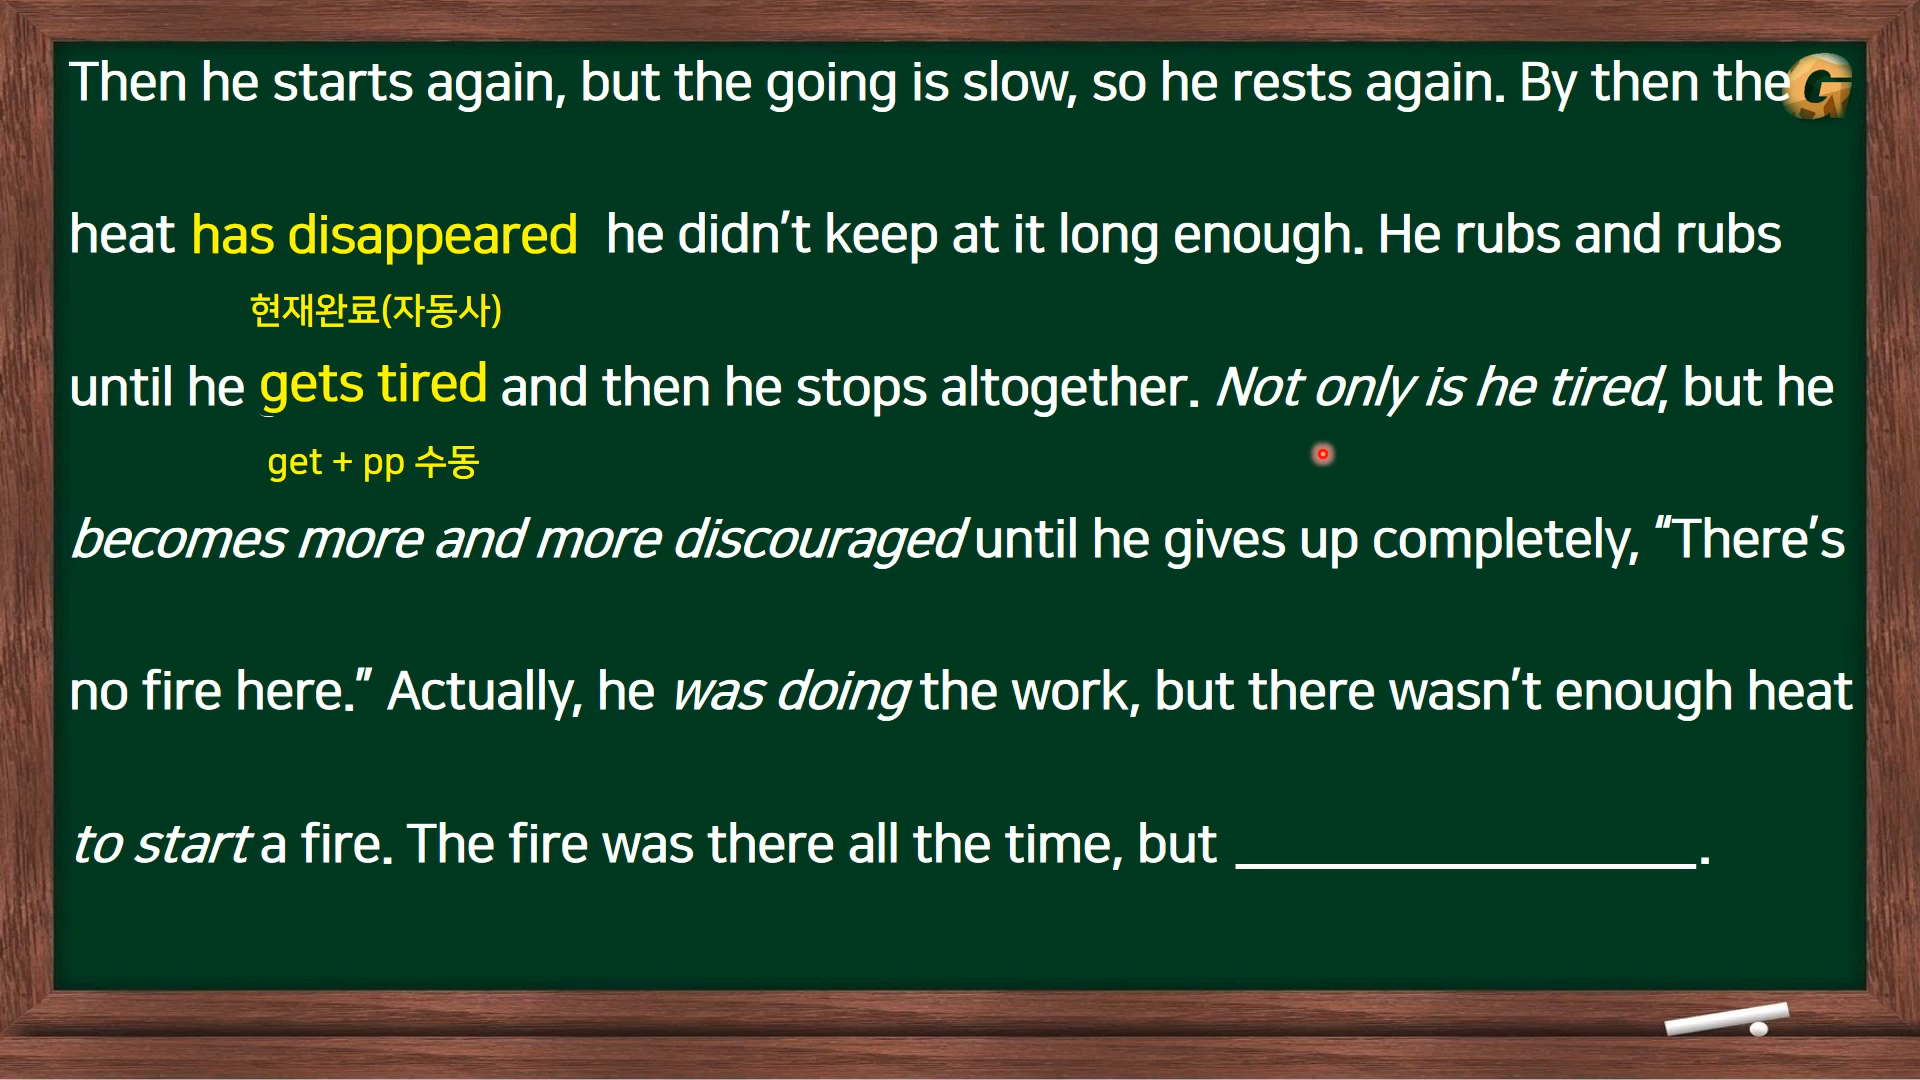 Then he starts again, but the going is slow, so he rests again. By then the
G
heat has disappeared he didn't keep at it long enough. He rubs and rubs
현재완료(자동사)
until he gets tired and then he stops altogether. Not only is he tired, but he
get + pp 수동
becomes more and more discouraged until he gives up completely, "There's
no fire here." Actually, he was doing the work, but there wasn't enough heat
to start a fire. The fire was there all the time, but ________________.